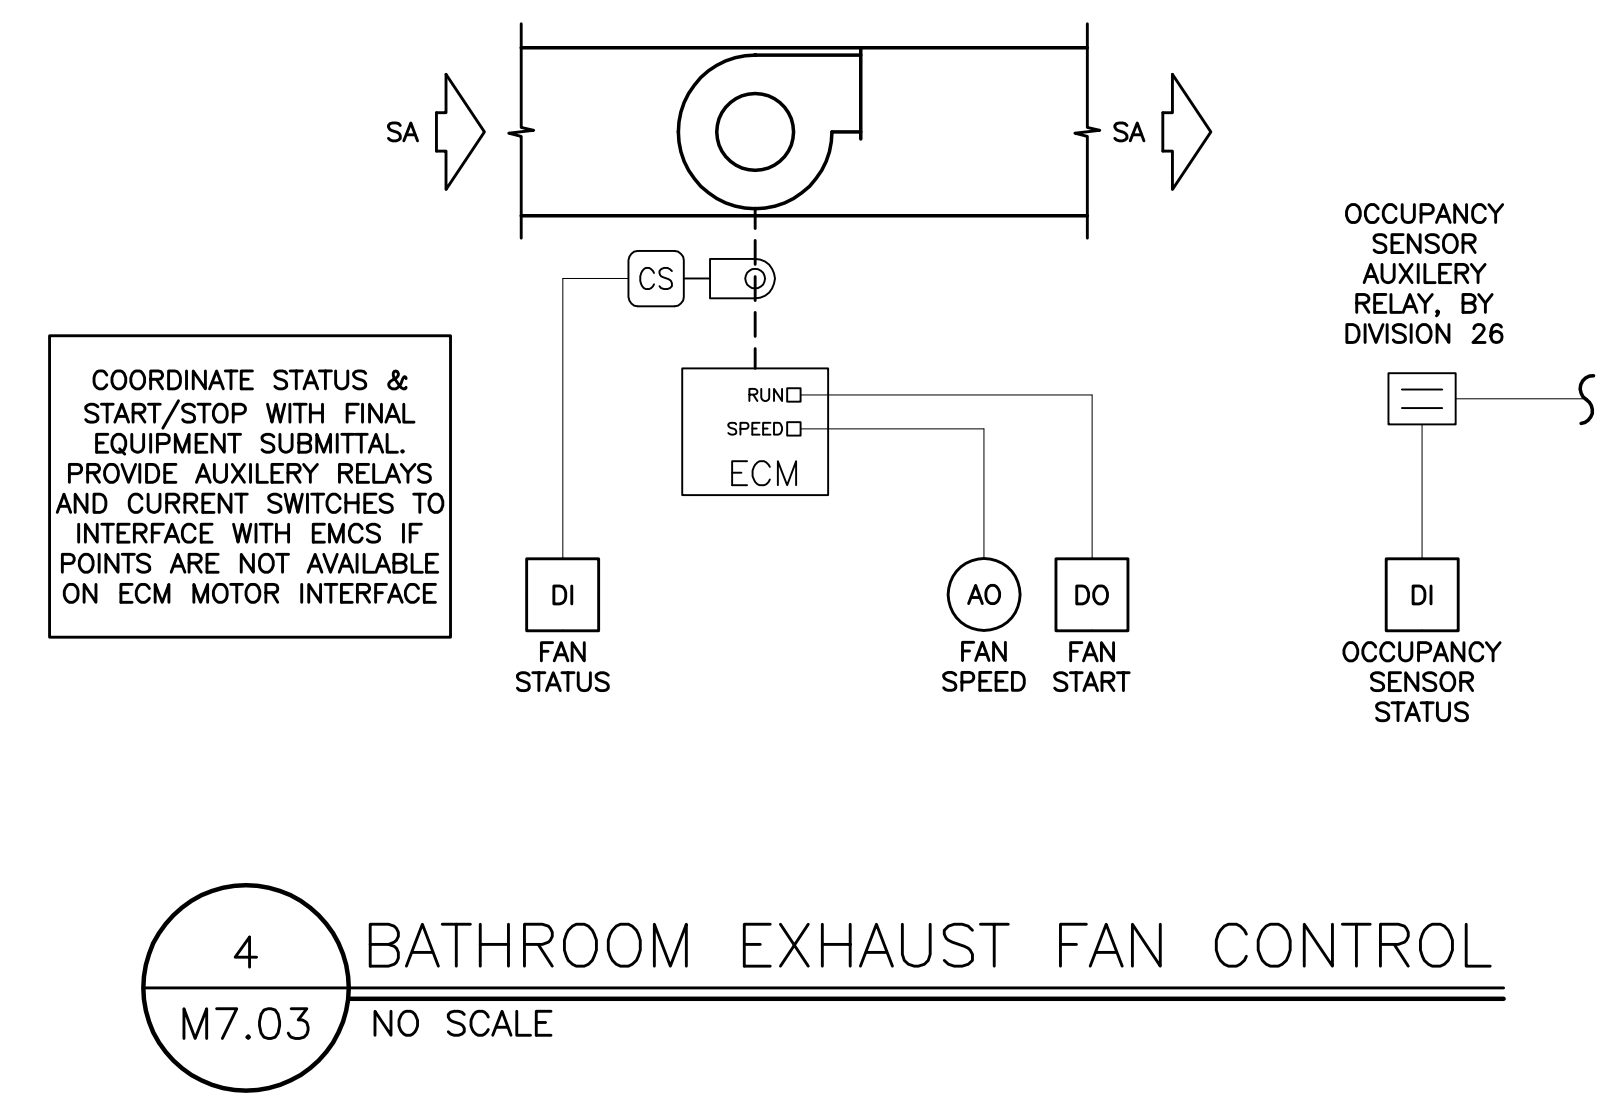 SA
SA
OCCUPANCY
SENSOR
AUXILERY
RELAY, BY
DIVISION 26
CS
COORDINATE STATUS &
START/STOP WITH FINAL
EQUIPMENT SUBMITTAL.
PROVIDE AUXILERY RELAYS
AND CURRENT SWITCHES TO
INTERFACE WITH EMCS IF
POINTS ARE NOT AVAILABLE
ON ECM MOTOR INTERFACE
RUN
SPEED
ECM
DI
FAN
STATUS
AO
FAN
SPEED
DO
FAN
START
DI
OCCUPANCY
SENSOR
STATUS
4
M7.03
BATHROOM EXHAUST FAN CONTROL
NO SCALE